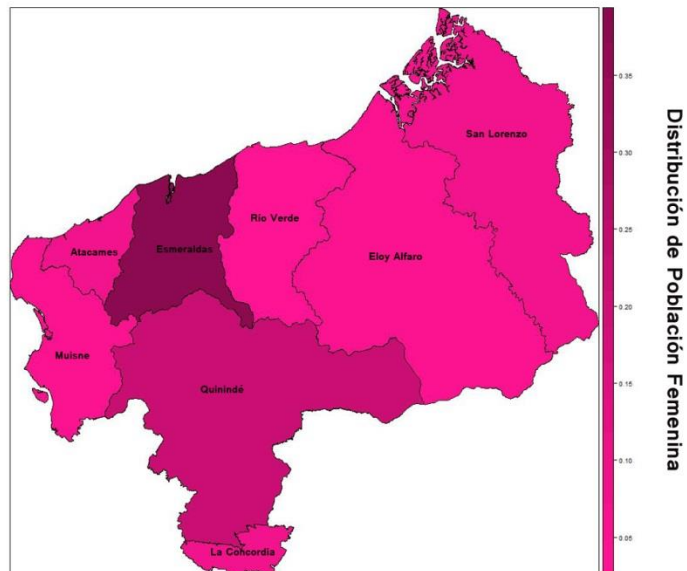 San Lorenzo
Río Verde
Atacames
Esmeraldas
Eloy Alfaro
Muisne
Quinindé
La Concordia
0.35
0.30
0.25
0.20
0.15
0.10
0.05
Distribución de Población Femenina